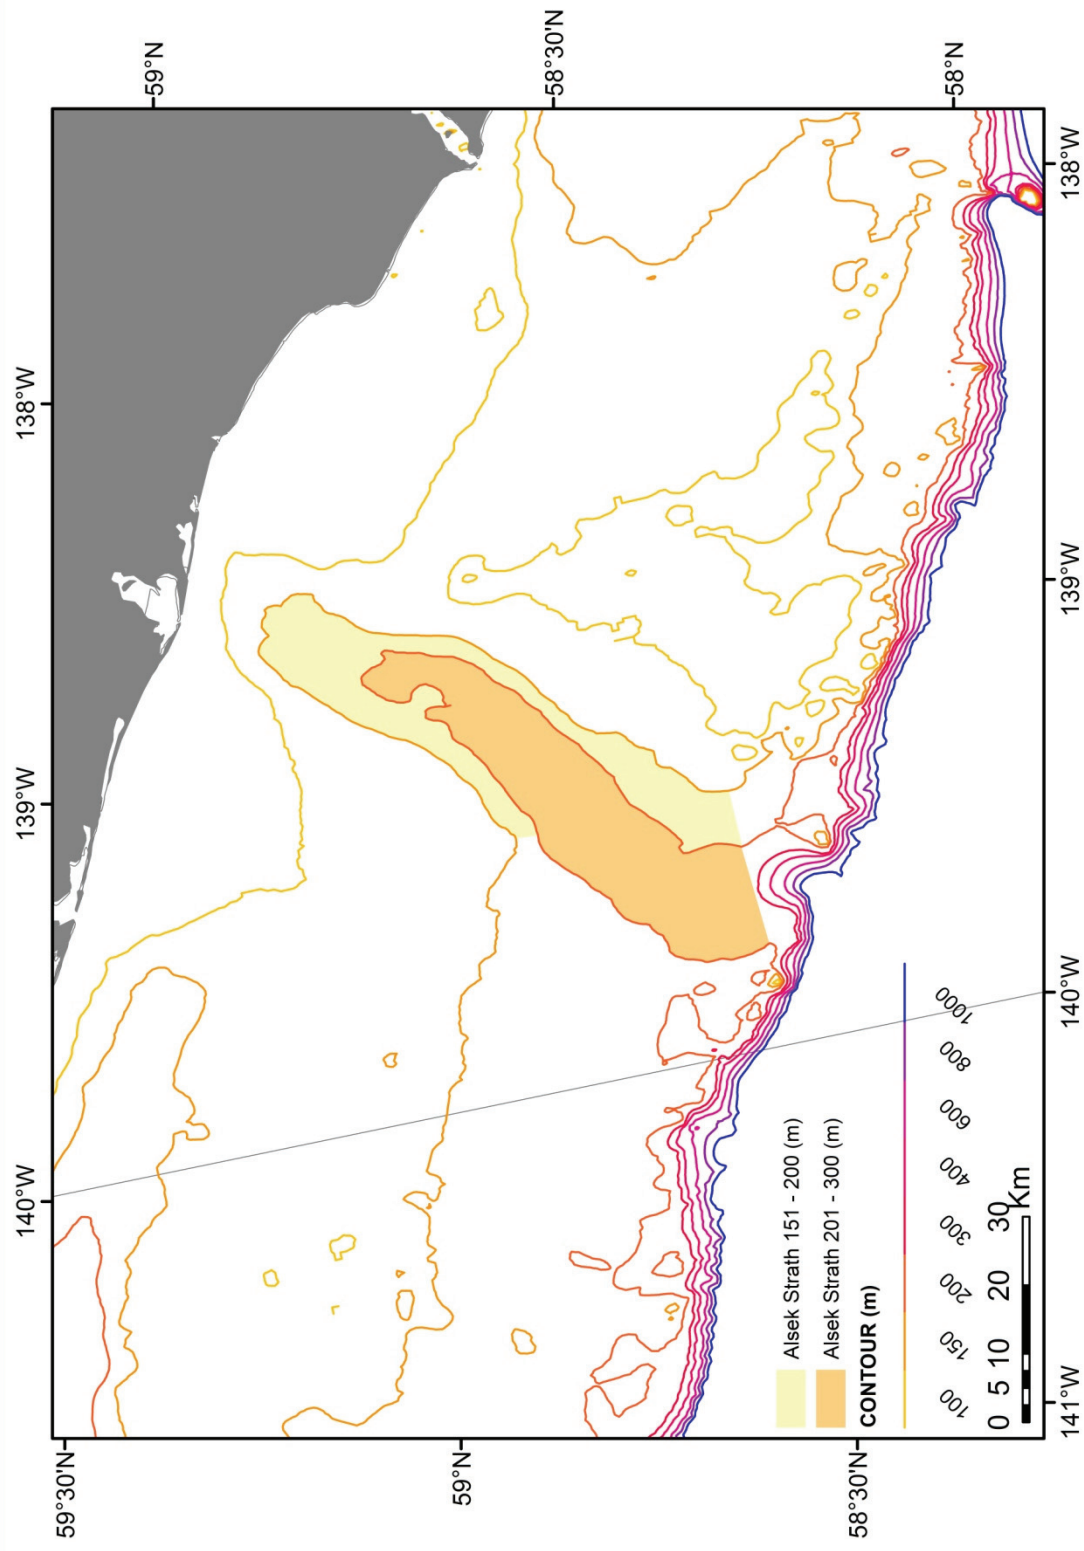 140°W
139°W
138°W
59°30'N
59°N
59°N
58°30'N
58°30'N
58°N
Alsek Strath 151 - 200 (m)
Alsek Strath 201 - 300 (m)
CONTOUR (m)
100 150 200 300 400 600 800 1000
0 5 10 20 30
Km
141°W
140°W
139°W
138°W